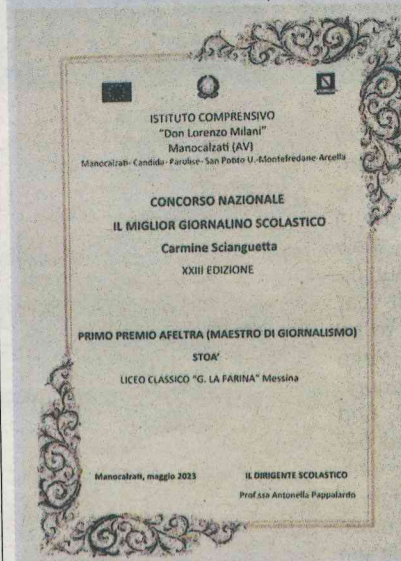 ISTITUTO COMPRENSIVO
"Don Lorenzo Milani"
Manocalzati (AV)
Manocalzati- Candida- Parolise- San Potito U.-Montefredane-Arcella
CONCORSO NAZIONALE
IL MIGLIOR GIORNALINO SCOLASTICO
Carmine Scianguetta
XXIII EDIZIONE
PRIMO PREMIO AFELTRA (MAESTRO DI GIORNALISMO)
STOA'
LICEO CLASSICO "G. LA FARINA" Messina
Manocalzati, maggio 2023
IL DIRIGENTE SCOLASTICO
Prof.ssa Antonella Pappalardo